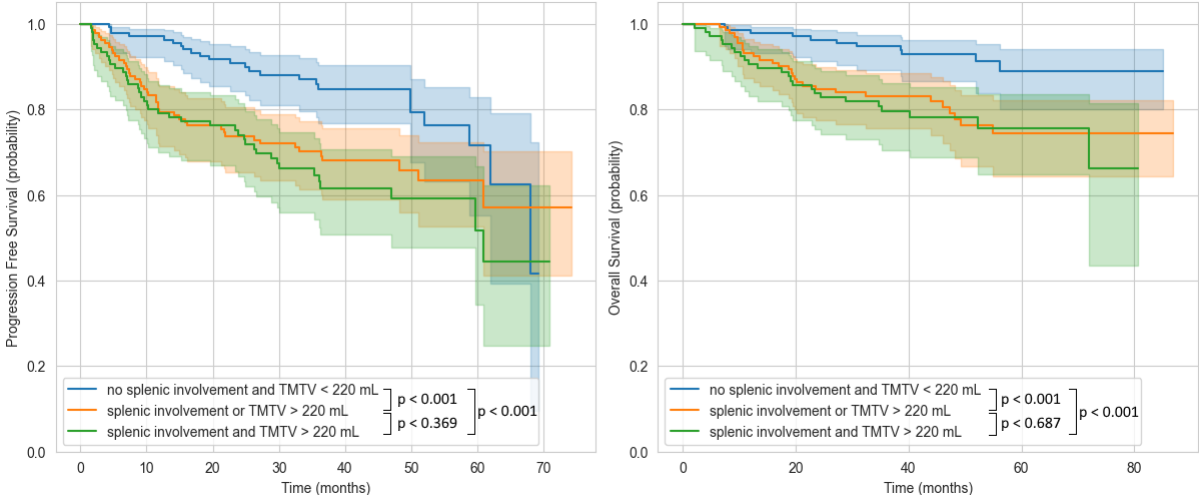 1.0
0.8
0.6
0.4
0.2
0.0
Progression Free Survival (probability)
no splenic involvement and TMTV < 220 mL
splenic involvement or TMTV > 220 mL
splenic involvement and TMTV > 220 mL
p < 0.001
p < 0.369
p < 0.001
0 10 20 30 40 50 60 70
Time (months)
1.0
0.8
0.6
0.4
0.2
0.0
Overall Survival (probability)
no splenic involvement and TMTV < 220 mL
splenic involvement or TMTV > 220 mL
splenic involvement and TMTV > 220 mL
p < 0.001
p < 0.687
p < 0.001
0 20 40 60 80
Time (months)